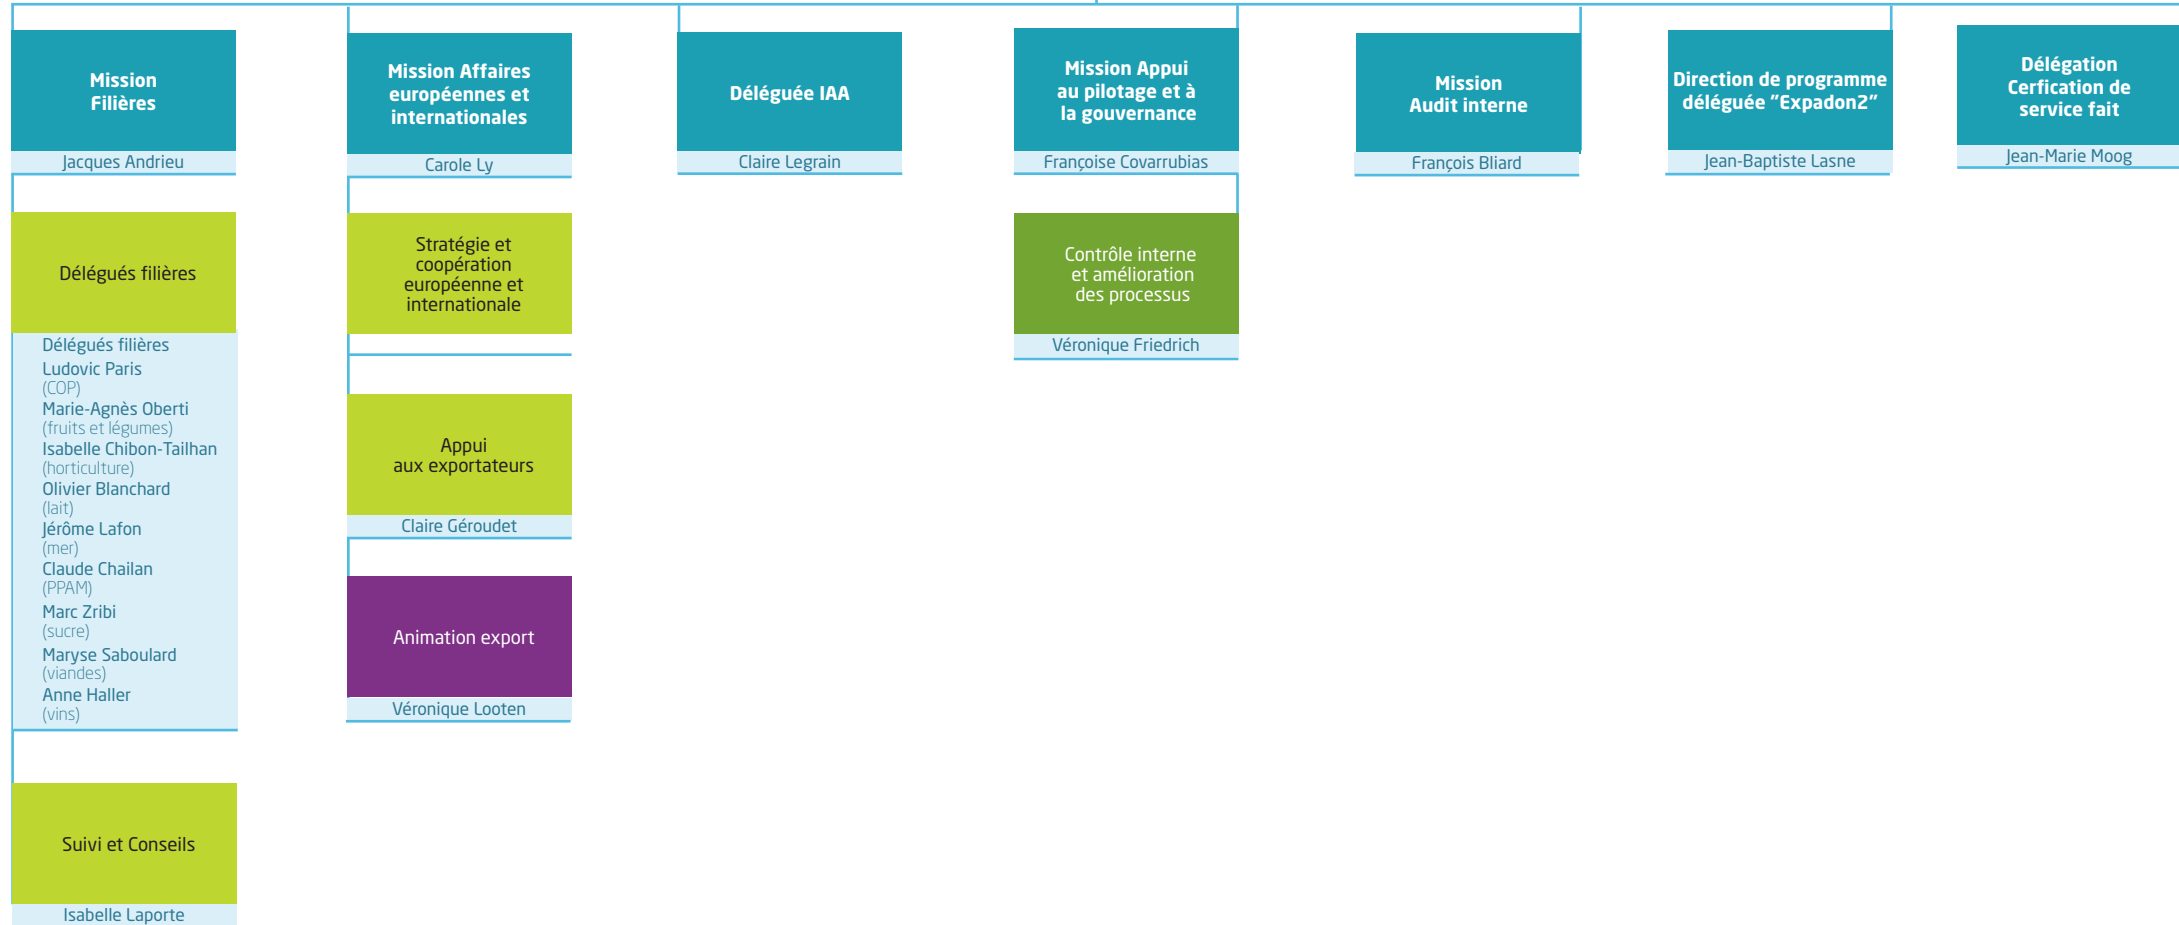 Mission
Filières
Jacques Andrieu
Délégués filières
Délégués filières
Ludovic Paris
(COP)
Marie-Agnès Oberti
(fruits et légumes)
Isabelle Chibon-Tailhan
(horticulture)
Olivier Blanchard
(lait)
Jérôme Lafon
(mer)
Claude Chailan
(PPAM)
Marc Zribi
(sucre)
Maryse Saboulard
(viandes)
Anne Haller
(vins)
Suivi et Conseils
Isabelle Laporte
Mission Affaires
européennes et
internationales
Carole Ly
Stratégie et
coopération
européenne et
internationale
Appui
aux exportateurs
Claire Géroudet
Animation export
Véronique Looten
Déléguée IAA
Claire Legrain
Mission Appui
au pilotage et à
la gouvernance
Françoise Covarrubias
Contrôle interne
et amélioration
des processus
Véronique Friedrich
Mission
Audit interne
François Bliard
Direction de programme
déléguée "Expadon2"
Jean-Baptiste Lasne
Délégation
Cerfication de
service fait
Jean-Marie Moog